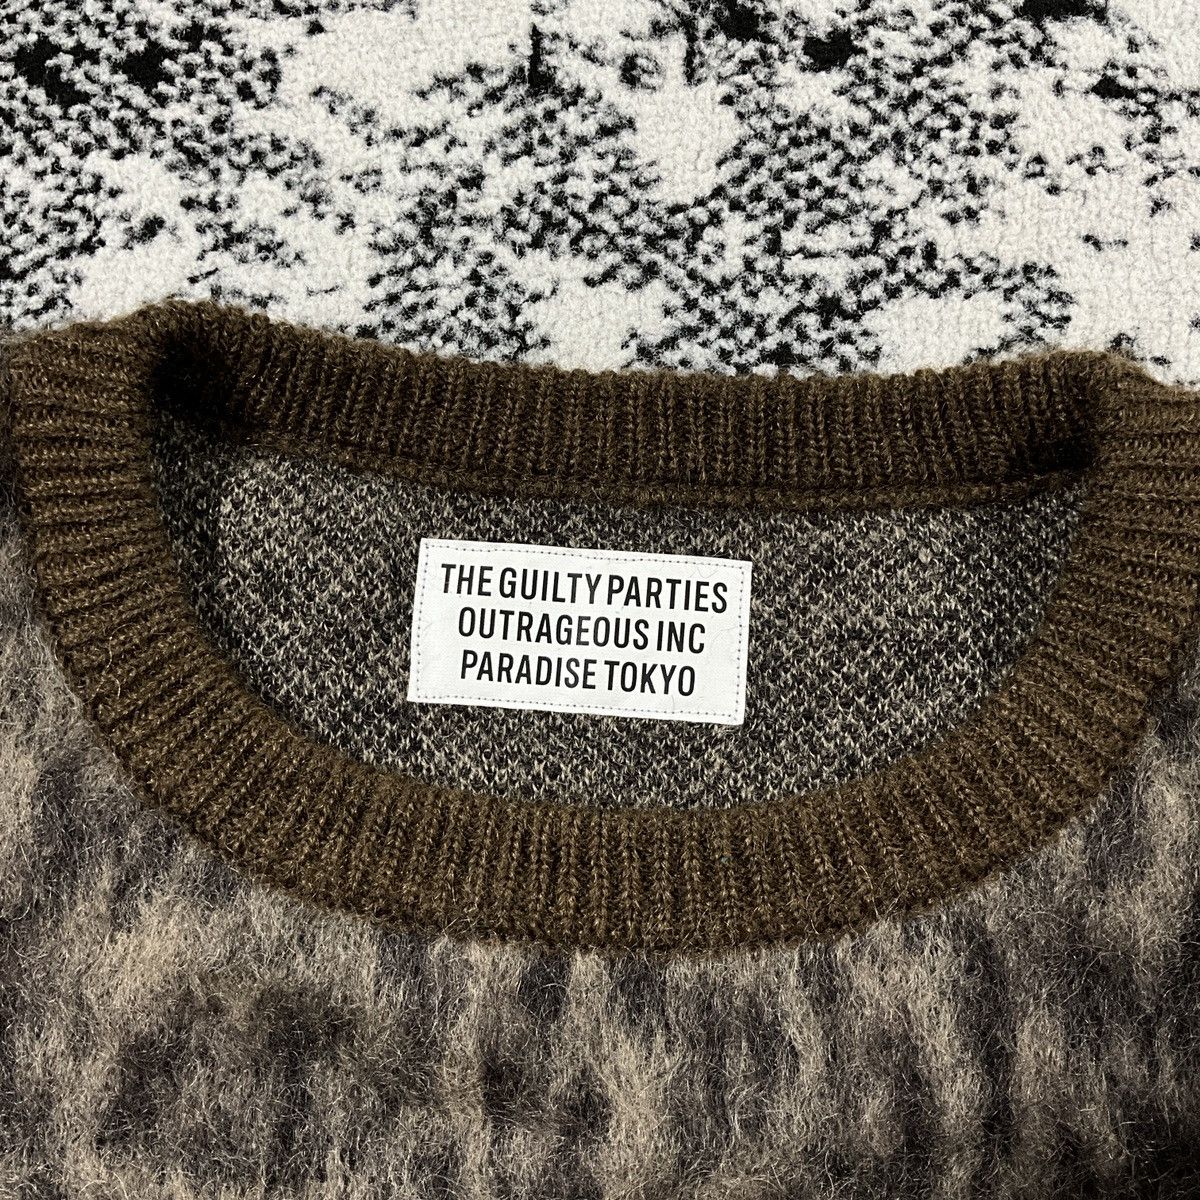 THE GUILTY PARTIES
OUTRAGEOUS INC
PARADISE TOKYO